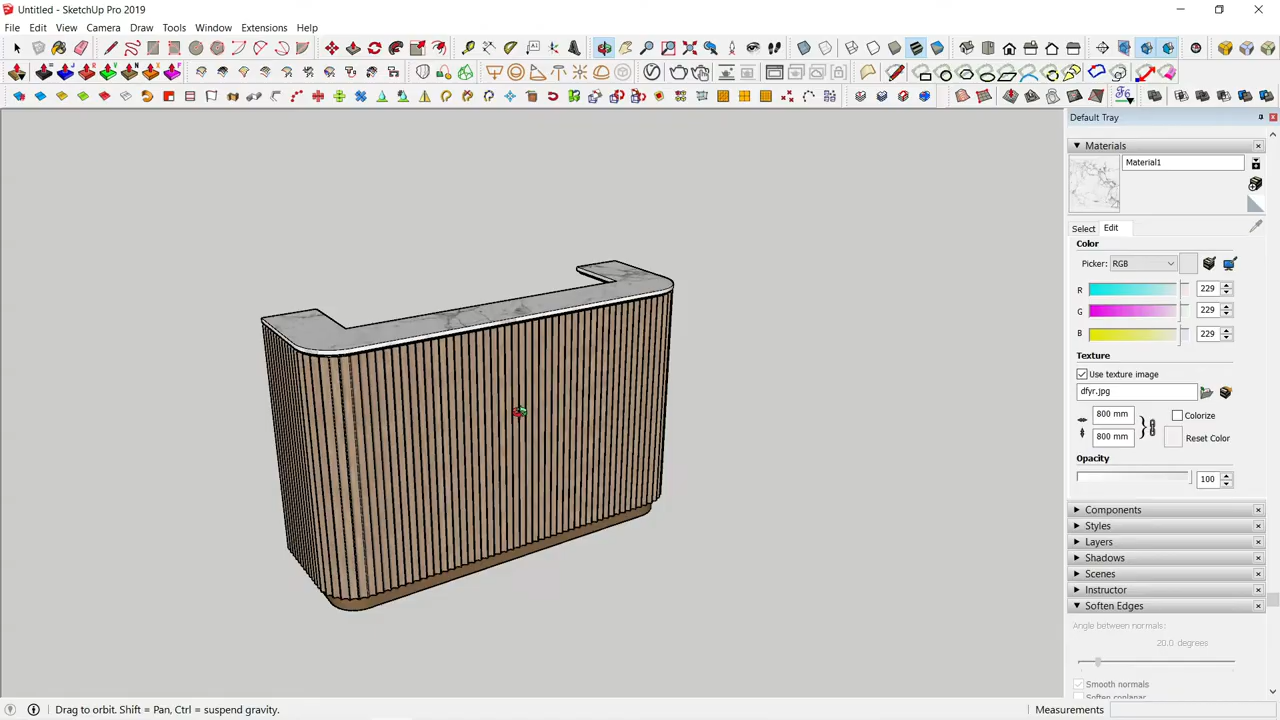 Untitled - SketchUp Pro 2019
File Edit View Camera Draw Tools Window Extensions Help
Default Tray
Materials
Material1
Select Edit
Color
Picker: RGB
R 229
G 229
B 229
Texture
Use texture image
dfyr.jpg
800 mm Colorize
800 mm Reset Color
Opacity
100
Components
Styles
Layers
Shadows
Scenes
Instructor
Soften Edges
Angle between normals:
20.0 degrees
Smooth normals
Soften coplanar
Drag to orbit. Shift = Pan, Ctrl = suspend gravity.
Measurements